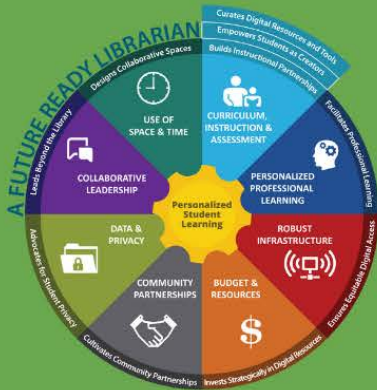 A FUTURE READY LIBRARIAN
Curates Digital Resources and Tools
Empowers Students as Creators
Builds Instructional Partnerships
CURRICULUM,
INSTRUCTION &
ASSESSMENT
Facilitates Professional Learning
PERSONALIZED
PROFESSIONAL
LEARNING
Ensures Equitable Digital Access
ROBUST
INFRASTRUCTURE
Invests Strategically in Digital Resources
BUDGET &
RESOURCES
$
Cultivates Community Partnerships
COMMUNITY
PARTNERSHIPS
Advocates for Student Privacy
DATA &
PRIVACY
Leads Beyond the Library
COLLABORATIVE
LEADERSHIP
Designs Collaborative Spaces
USE OF
SPACE & TIME
Personalized
Student
Learning